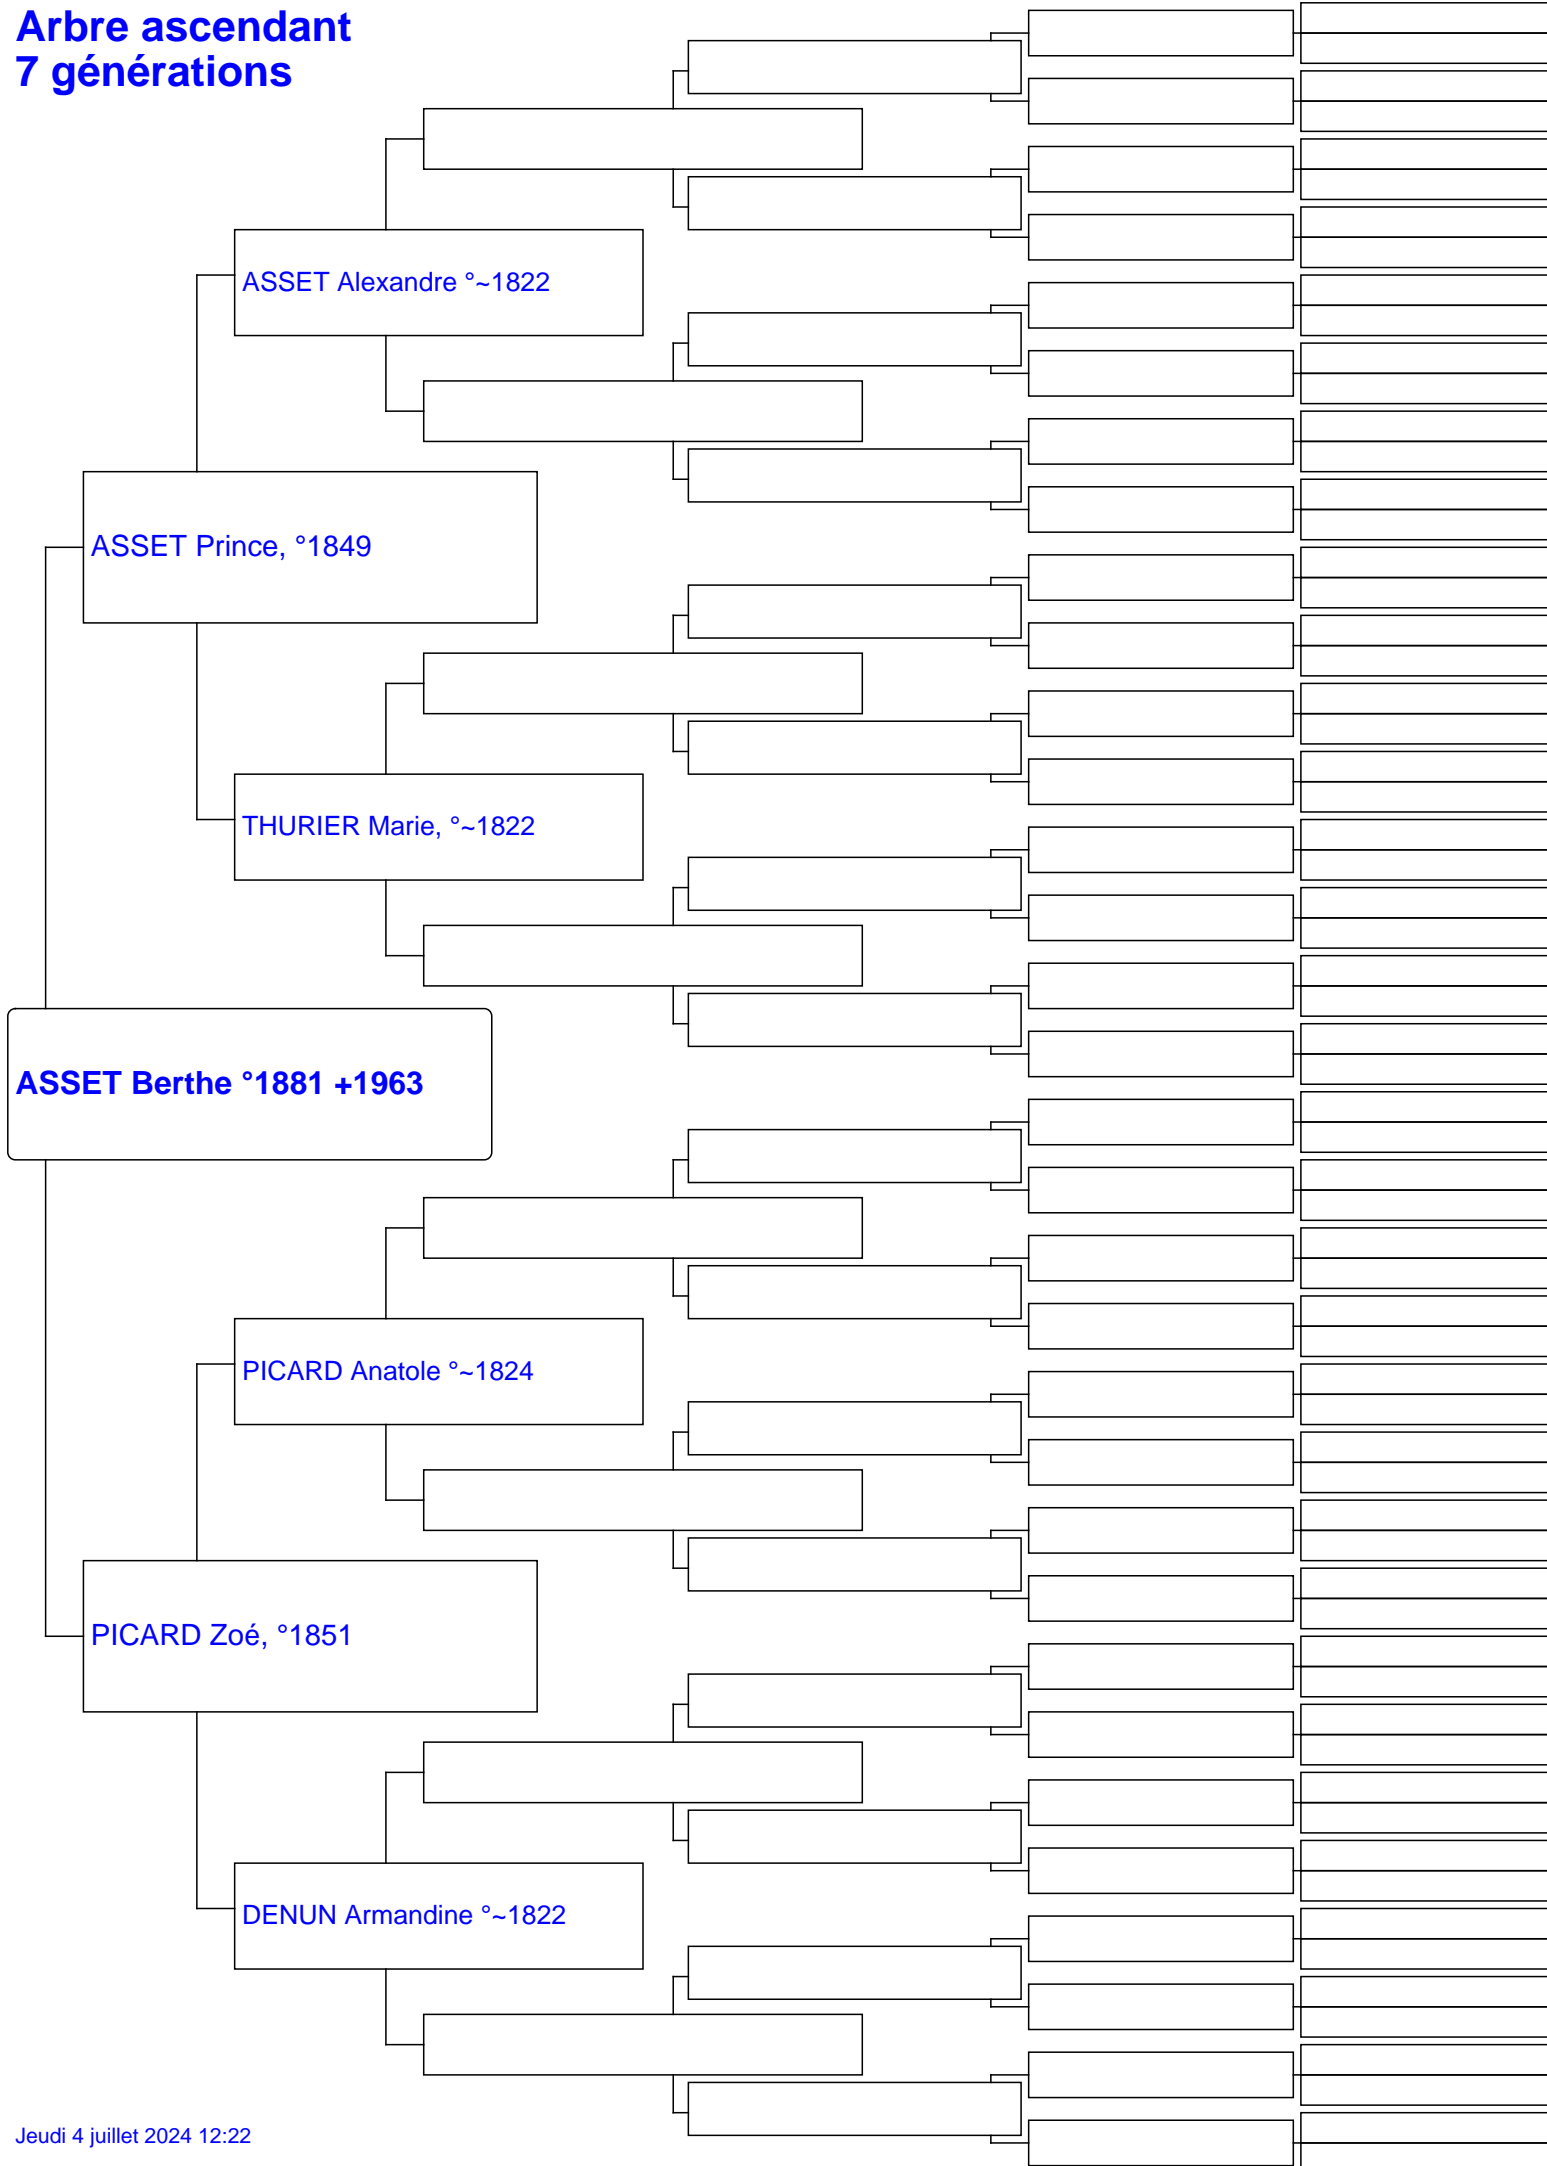 Arbre ascendant
7 générations
ASSET Alexandre °~1822
ASSET Prince, °1849
THURIER Marie, °~1822
ASSET Berthe °1881 +1963
PICARD Anatole °~1824
PICARD Zoé, °1851
DENUN Armandine °~1822
Jeudi 4 juillet 2024 12:22